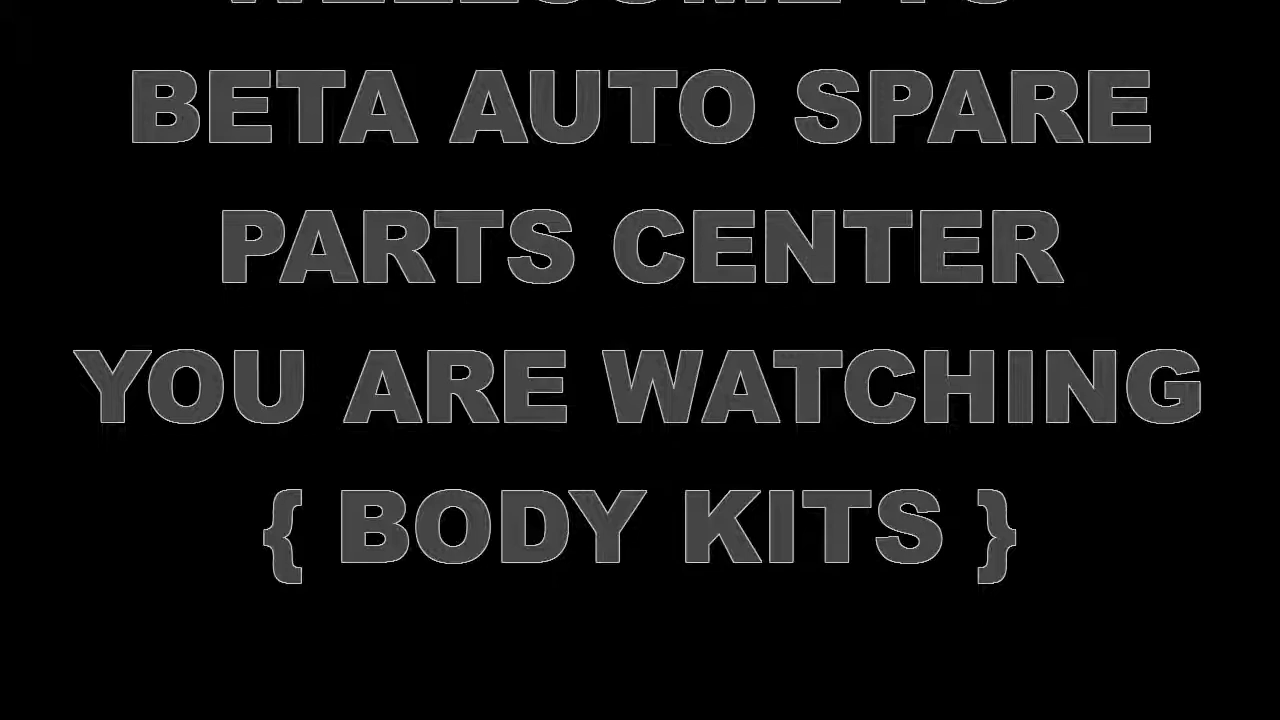 BETA AUTO SPARE
PARTS CENTER
YOU ARE WATCHING
{ BODY KITS }